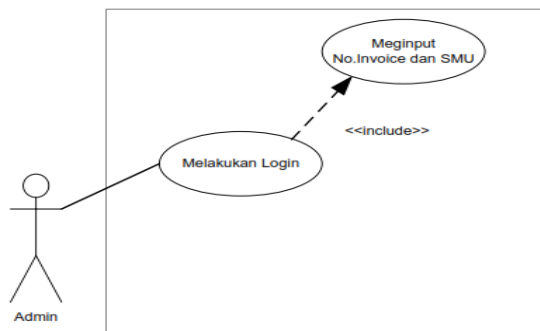 Meginput
No.Invoice dan SMU
<<include>>
Melakukan Login
Admin